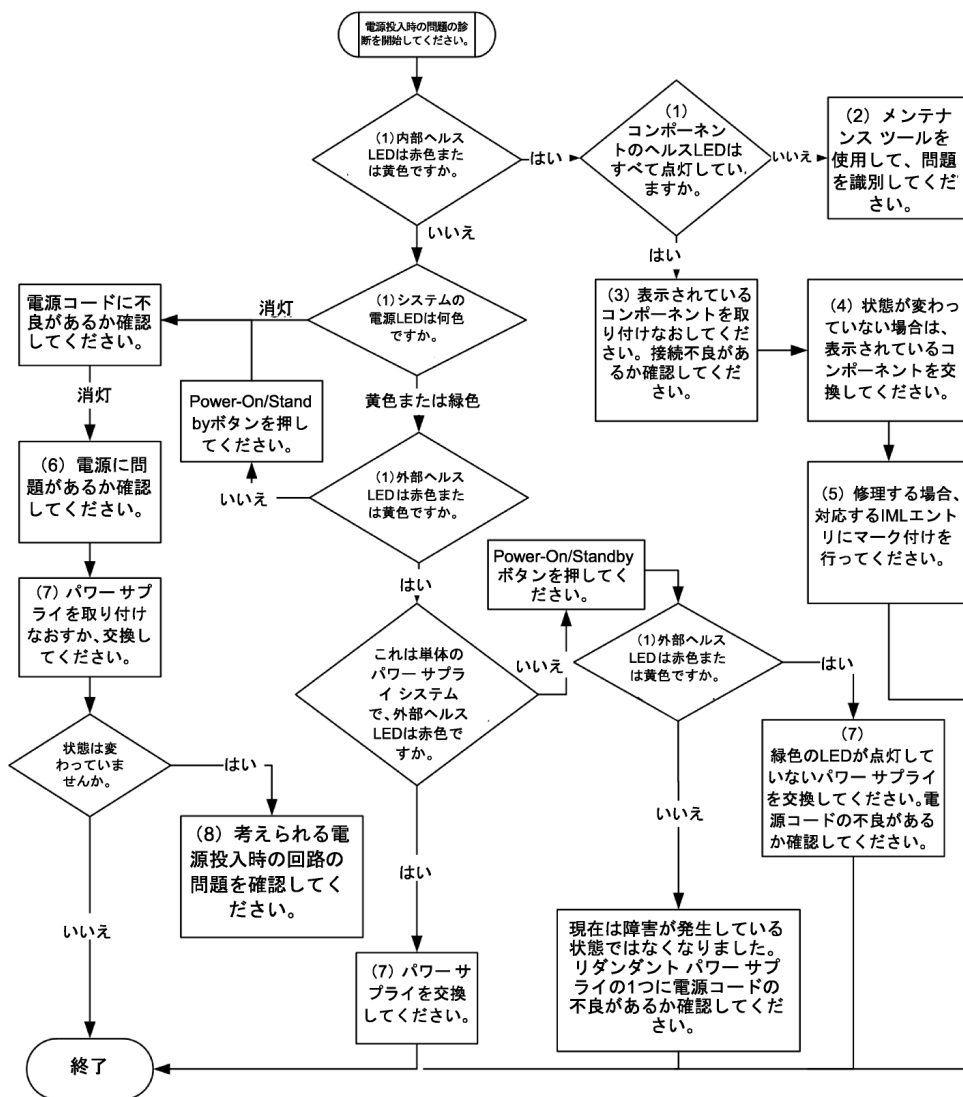 電源投入時の問題の診
断を開始してください。
(1)内部ヘルス
LEDは赤色また
は黄色ですか。
はい
(1)
コンポーネン
トのヘルスLEDは
すべて点灯してい
ますか。
いいえ
(2) メンテナ
ンス ツールを
使用して、問題
を識別してくだ
さい。
いいえ
はい
電源コードに不
良があるか確認
してください。
消灯
(1)システムの
電源LEDは何色
ですか。
(3)表示されている
コンポーネントを取
り付けなおしてくだ
さい。接続不良があ
るか確認してくだ
さい。
(4)状態が変わっ
ていない場合は、
表示されているコ
ンポーネントを交
換してください。
消灯
Power-On/Stand
byボタンを押し
てください。
黄色または緑色
(6)電源に問
題があるか確認
してください。
いいえ
(1)外部ヘルス
LEDは赤色また
は黄色ですか。
(5)修理する場合、
対応するIMLエント
リにマーク付けを
行ってください。
はい
Power-On/Standby
ボタンを押してく
ださい。
(7)パワー サプ
ライを取り付け
なおすか、交換し
てください。
これは単体の
パワー サプラ
イ システム
で、外部ヘルス
LEDは赤色で
すか。
いいえ
(1)外部ヘルス
LEDは赤色また
は黄色ですか。
はい
状態は変
わっていま
せんか。
はい
(7)
緑色のLEDが点灯して
いないパワー サプライ
を交換してください。電
源コードの不良がある
か確認してください。
いいえ
(8)考えられる電
源投入時の回路の
問題を確認してく
ださい。
はい
いいえ
現在は障害が発生している
状態ではなくなりました。
リダンダント パワー サプ
ライの1つに電源コードの
不良があるか確認してくだ
さい。
(7)パワー サ
プライを交換
してください。
終了